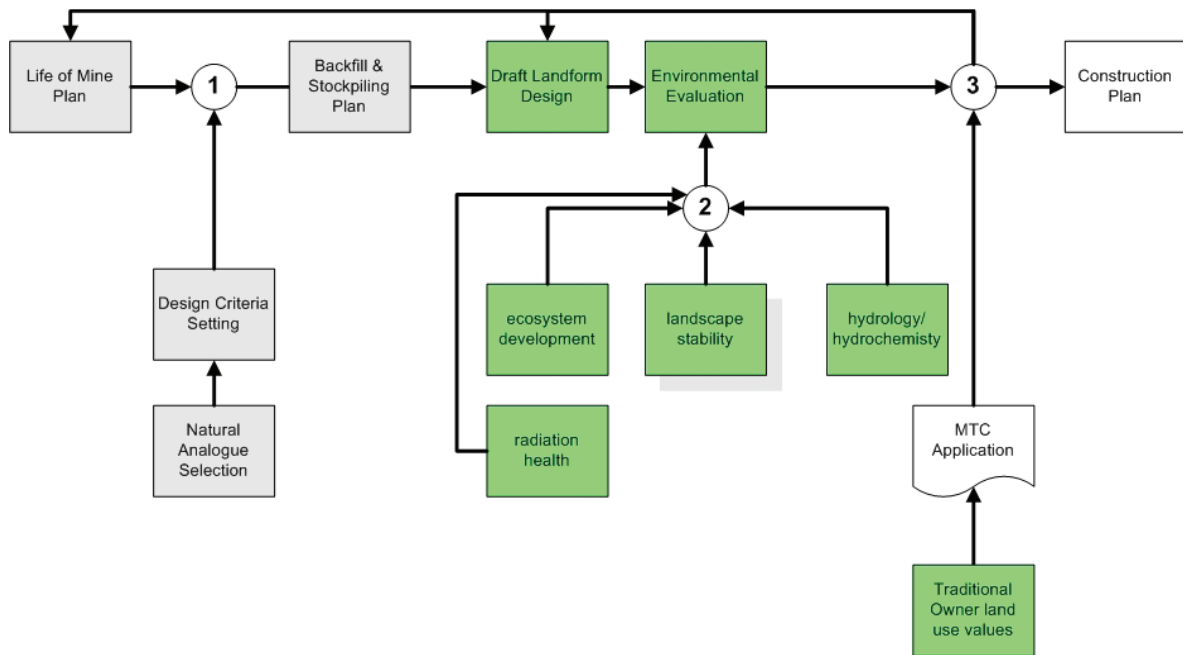 Life of Mine
Plan
1
Backfill &
Stockpiling
Plan
Draft Landform
Design
Environmental
Evaluation
3
Construction
Plan
2
Design Criteria
Setting
ecosystem
development
landscape
stability
hydrology/
hydrochemisty
Natural
Analogue
Selection
radiation
health
MTC
Application
Traditional
Owner land
use values